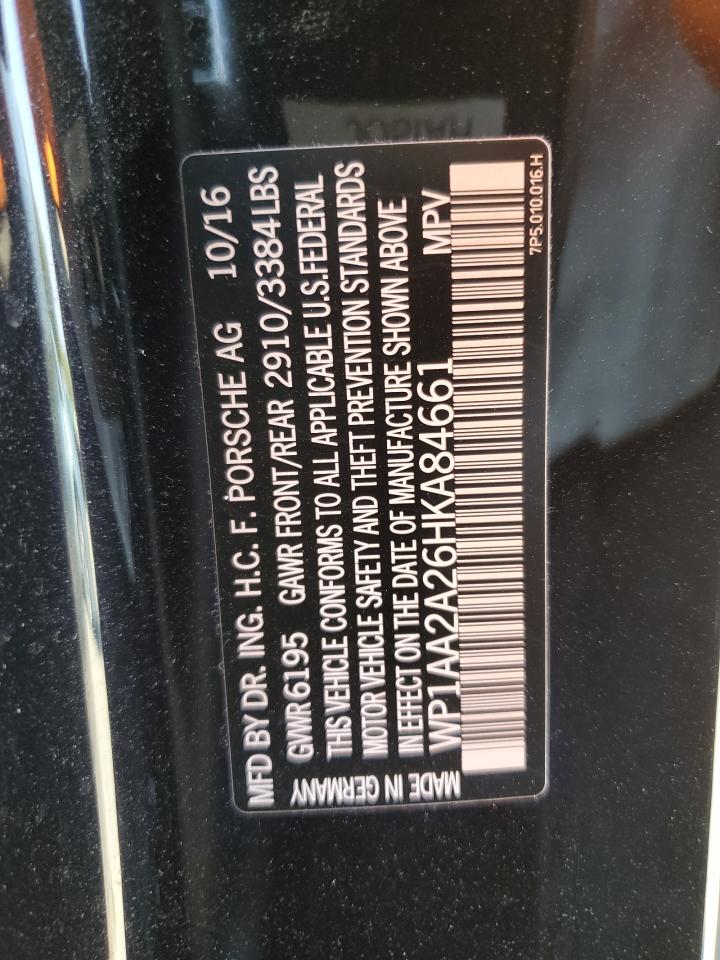 MFD BY DR. ING. H.C. F. PORSCHE AG 10/16
GVWR 6195 GAWR FRONT/REAR 2910/3384 LBS
THIS VEHICLE CONFORMS TO ALL APPLICABLE U.S. FEDERAL
MOTOR VEHICLE SAFETY AND THEFT PREVENTION STANDARDS
IN EFFECT ON THE DATE OF MANUFACTURE SHOWN ABOVE
WP1AA2A26HKA84661 MPV
MADE IN GERMANY
7P5.010.016.H